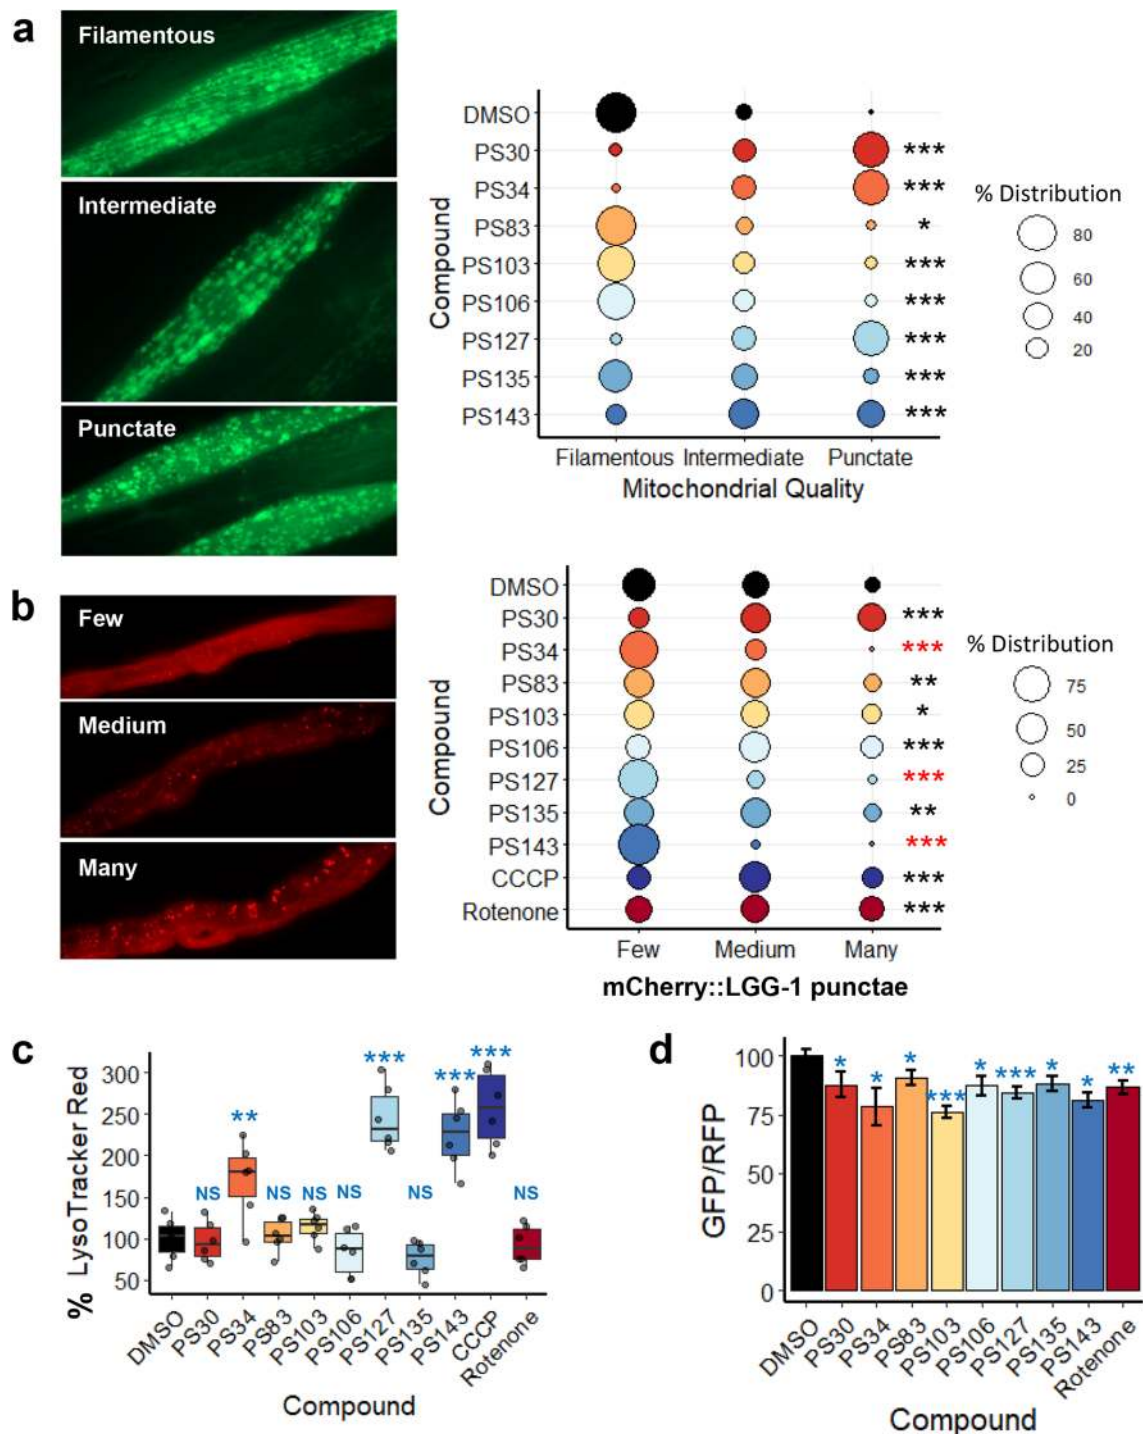 a
Filamentous
Intermediate
Punctate
Compound
DMSO
PS30 ***
PS34 ***
PS83 *
PS103 ***
PS106 ***
PS127 ***
PS135 ***
PS143 ***
Filamentous Intermediate Punctate
Mitochondrial Quality
% Distribution
80
60
40
20
b
Few
Medium
Many
Compound
DMSO
PS30 ***
PS34 ***
PS83 **
PS103 *
PS106 ***
PS127 ***
PS135 **
PS143 ***
CCCP ***
Rotenone ***
Few Medium Many
mCherry::LGG-1 punctae
% Distribution
75
50
25
0
c
% LysoTracker Red
300
250
200
150
100
50
NS ** NS NS NS *** NS *** *** NS
DMSO PS30 PS34 PS83 PS103 PS106 PS127 PS135 PS143 CCCP Rotenone
Compound
d
GFP/RFP
100
75
50
25
0
* * * *** * *** * * **
DMSO PS30 PS34 PS83 PS103 PS106 PS127 PS135 PS143 Rotenone
Compound